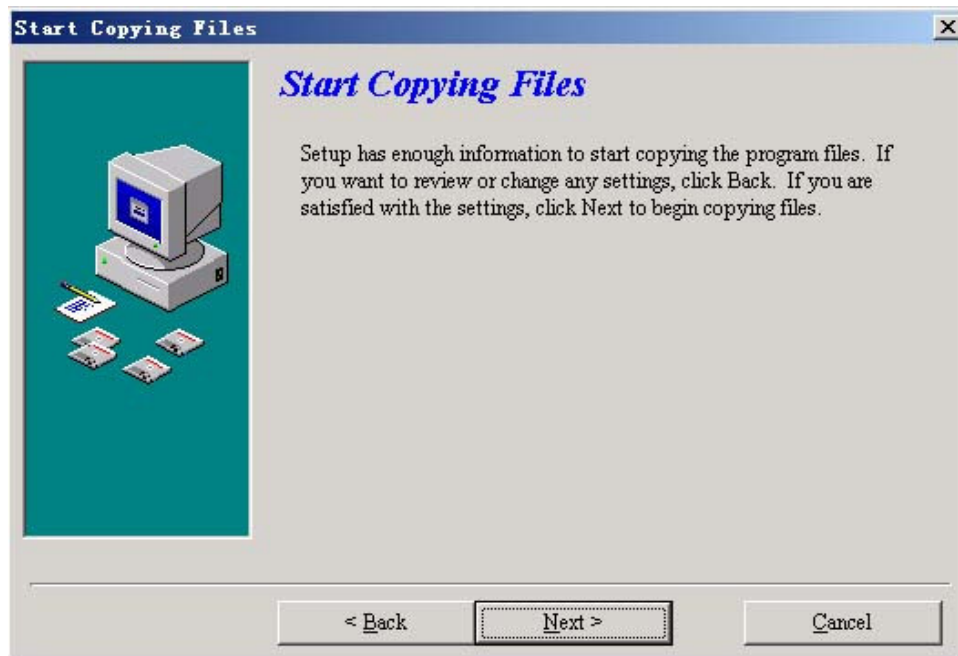 Start Copying Files
Start Copying Files
Setup has enough information to start copying the program files. If
you want to review or change any settings, click Back. If you are
satisfied with the settings, click Next to begin copying files.
< Back
Next >
Cancel